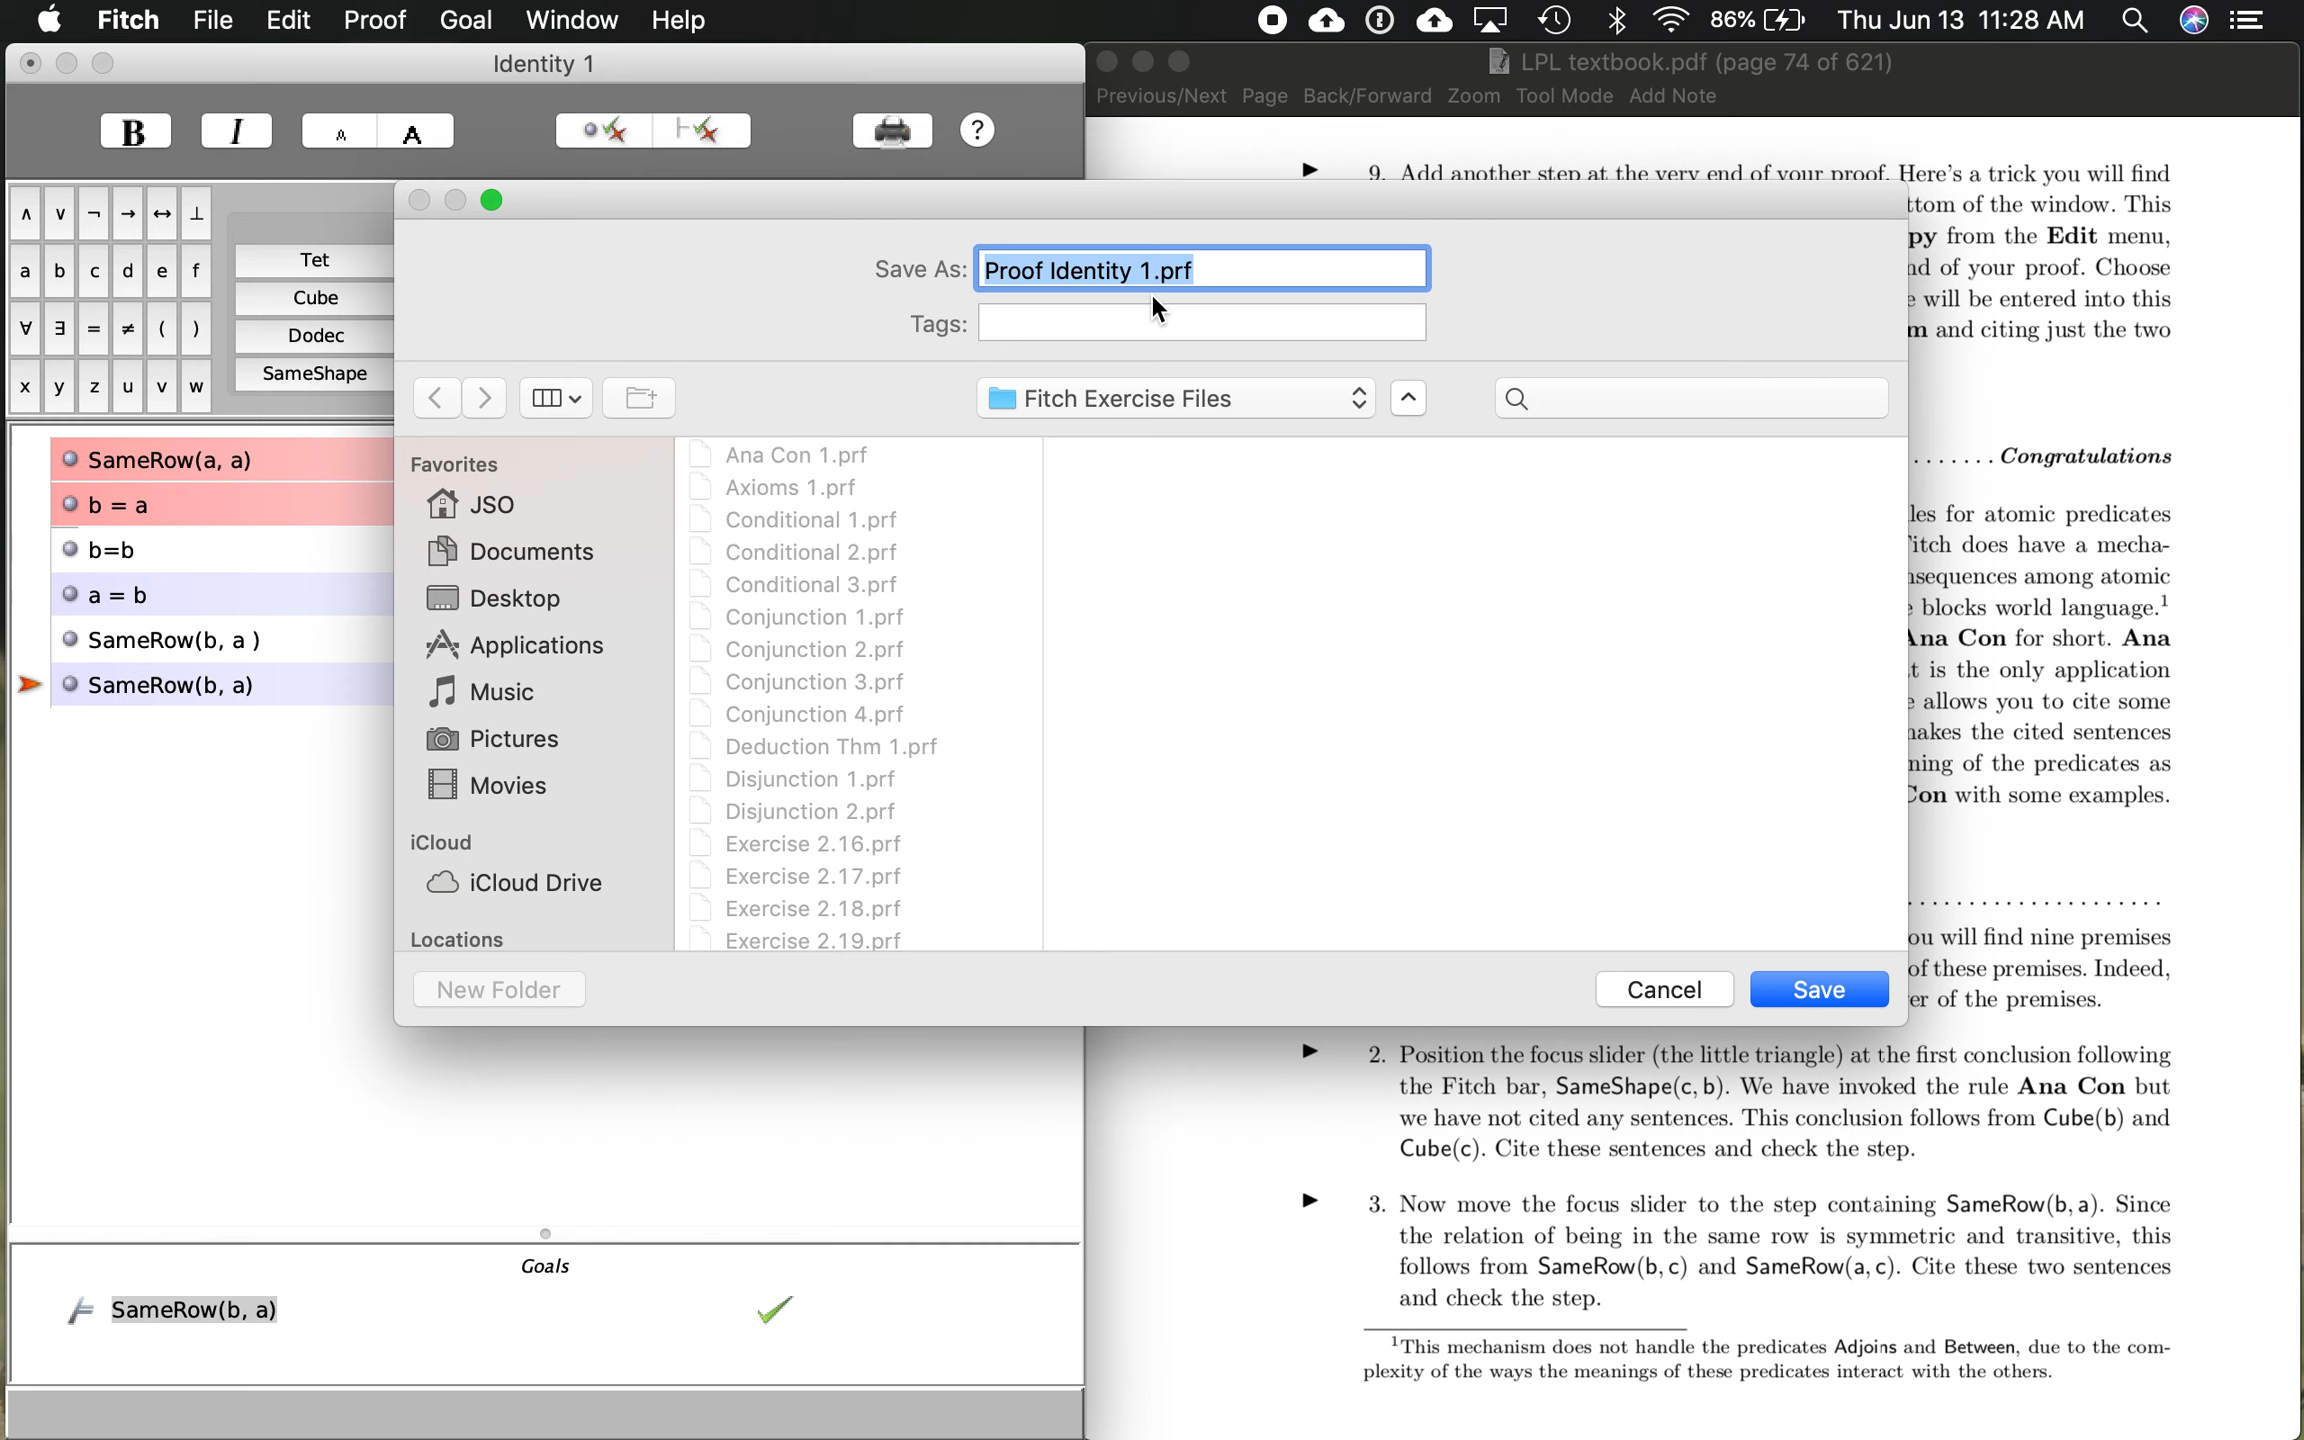 Fitch File Edit Proof Goal Window Help 86% Thu Jun 13 11:28 AM
Identity 1
B I A A ?
∧ ∨ ¬ → ↔ ⊥
a b c d e f
∀ ∃ = ≠ ( )
x y z u v w
Tet
Cube
Dodec
SameShape
SameRow(a, a)
b = a
b=b
a = b
SameRow(b, a )
SameRow(b, a)
Goals
SameRow(b, a)
Save As: Proof Identity 1.prf
Tags:
Fitch Exercise Files
Favorites
JSO
Documents
Desktop
Applications
Music
Pictures
Movies
iCloud
iCloud Drive
Locations
Ana Con 1.prf
Axioms 1.prf
Conditional 1.prf
Conditional 2.prf
Conditional 3.prf
Conjunction 1.prf
Conjunction 2.prf
Conjunction 3.prf
Conjunction 4.prf
Deduction Thm 1.prf
Disjunction 1.prf
Disjunction 2.prf
Exercise 2.16.prf
Exercise 2.17.prf
Exercise 2.18.prf
Exercise 2.19.prf
New Folder Cancel Save
LPL textbook.pdf (page 74 of 621)
Previous/Next Page Back/Forward Zoom Tool Mode Add Note
9. Add another step at the very end of your proof. Here's a trick you will find
ttom of the window. This
py from the Edit menu,
nd of your proof. Choose
e will be entered into this
m and citing just the two
. . . . . . . Congratulations
les for atomic predicates
Fitch does have a mecha-
nsequences among atomic
e blocks world language.¹
Ana Con for short. Ana
t is the only application
e allows you to cite some
makes the cited sentences
ning of the predicates as
Con with some examples.
. . . . . . . . . . . . . . . . . . . . .
ou will find nine premises
of these premises. Indeed,
er of the premises.
2. Position the focus slider (the little triangle) at the first conclusion following
the Fitch bar, SameShape(c, b). We have invoked the rule Ana Con but
we have not cited any sentences. This conclusion follows from Cube(b) and
Cube(c). Cite these sentences and check the step.
3. Now move the focus slider to the step containing SameRow(b, a). Since
the relation of being in the same row is symmetric and transitive, this
follows from SameRow(b, c) and SameRow(a, c). Cite these two sentences
and check the step.
¹This mechanism does not handle the predicates Adjoins and Between, due to the com-
plexity of the ways the meanings of these predicates interact with the others.